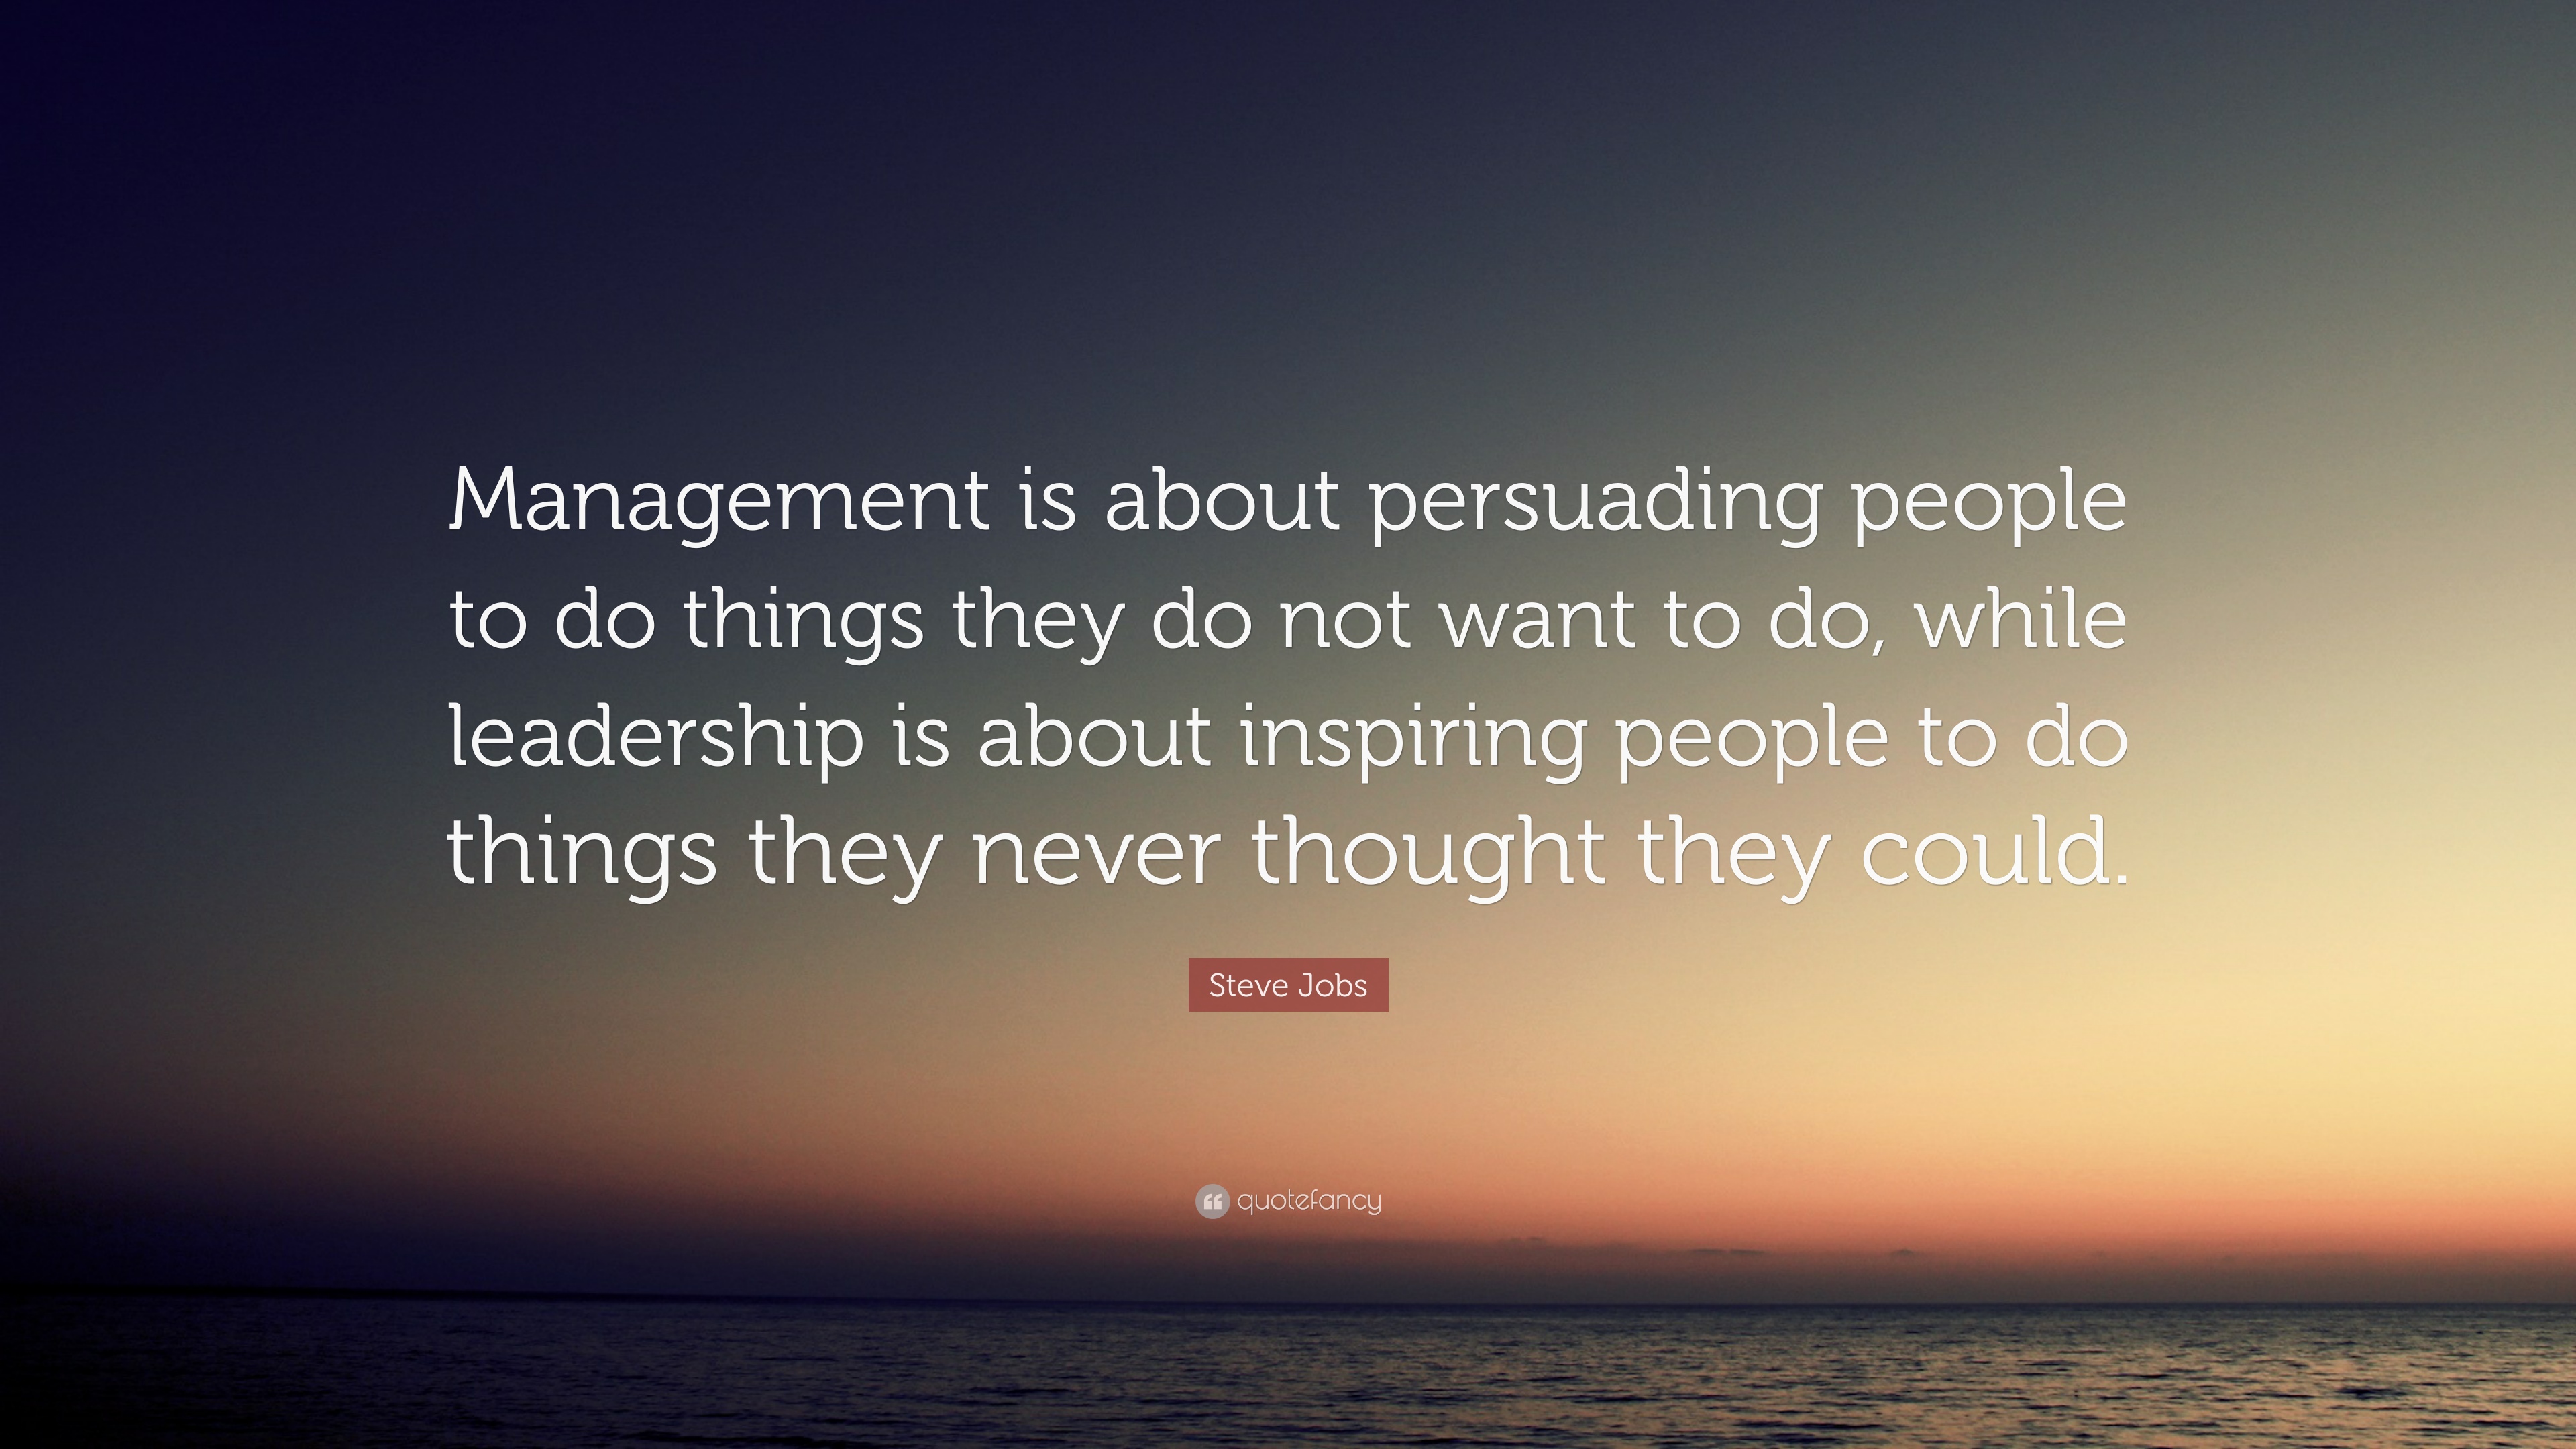 Management is about persuading people
to do things they do not want to do, while
leadership is about inspiring people to do
things they never thought they could.
Steve Jobs
quotefancy